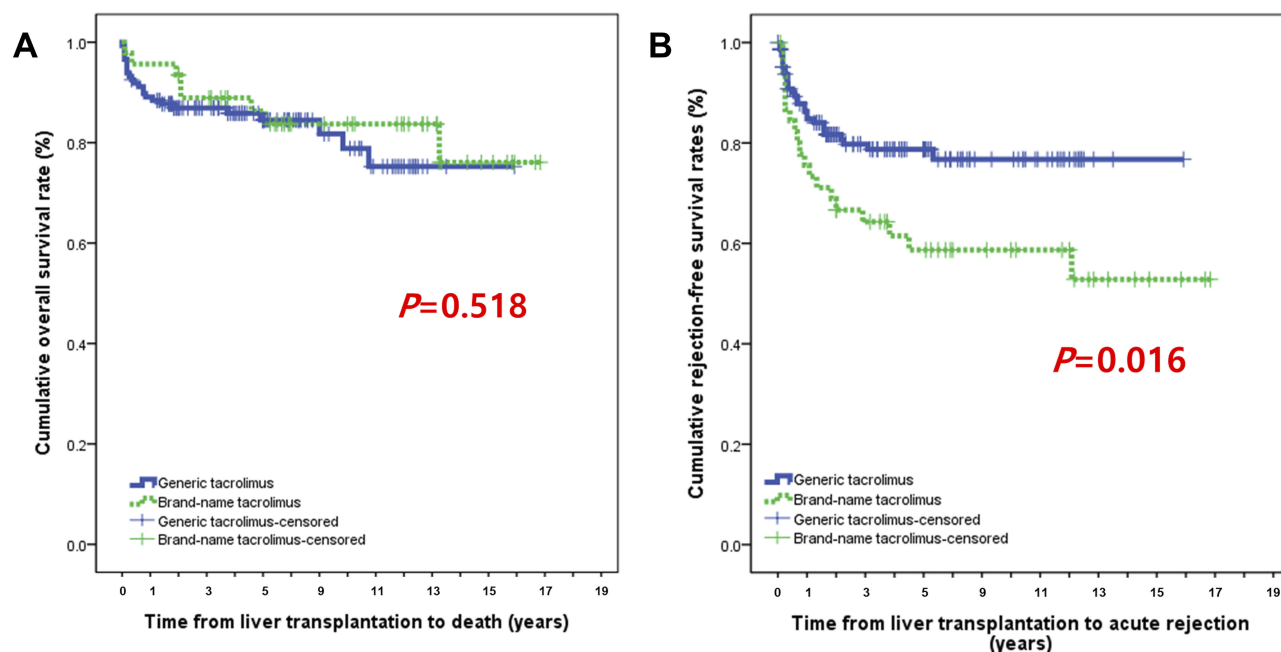 A
Cumulative overall survival rate (%)
1.0
0.8
0.6
0.4
0.2
0.0
P=0.518
Generic tacrolimus
Brand-name tacrolimus
Generic tacrolimus-censored
Brand-name tacrolimus-censored
0 1 3 5 7 9 11 13 15 17 19
Time from liver transplantation to death (years)
B
Cumulative rejection-free survival rates (%)
1.0
0.8
0.6
0.4
0.2
0.0
P=0.016
Generic tacrolimus
Brand-name tacrolimus
Generic tacrolimus-censored
Brand-name tacrolimus-censored
0 1 3 5 7 9 11 13 15 17 19
Time from liver transplantation to acute rejection
(years)